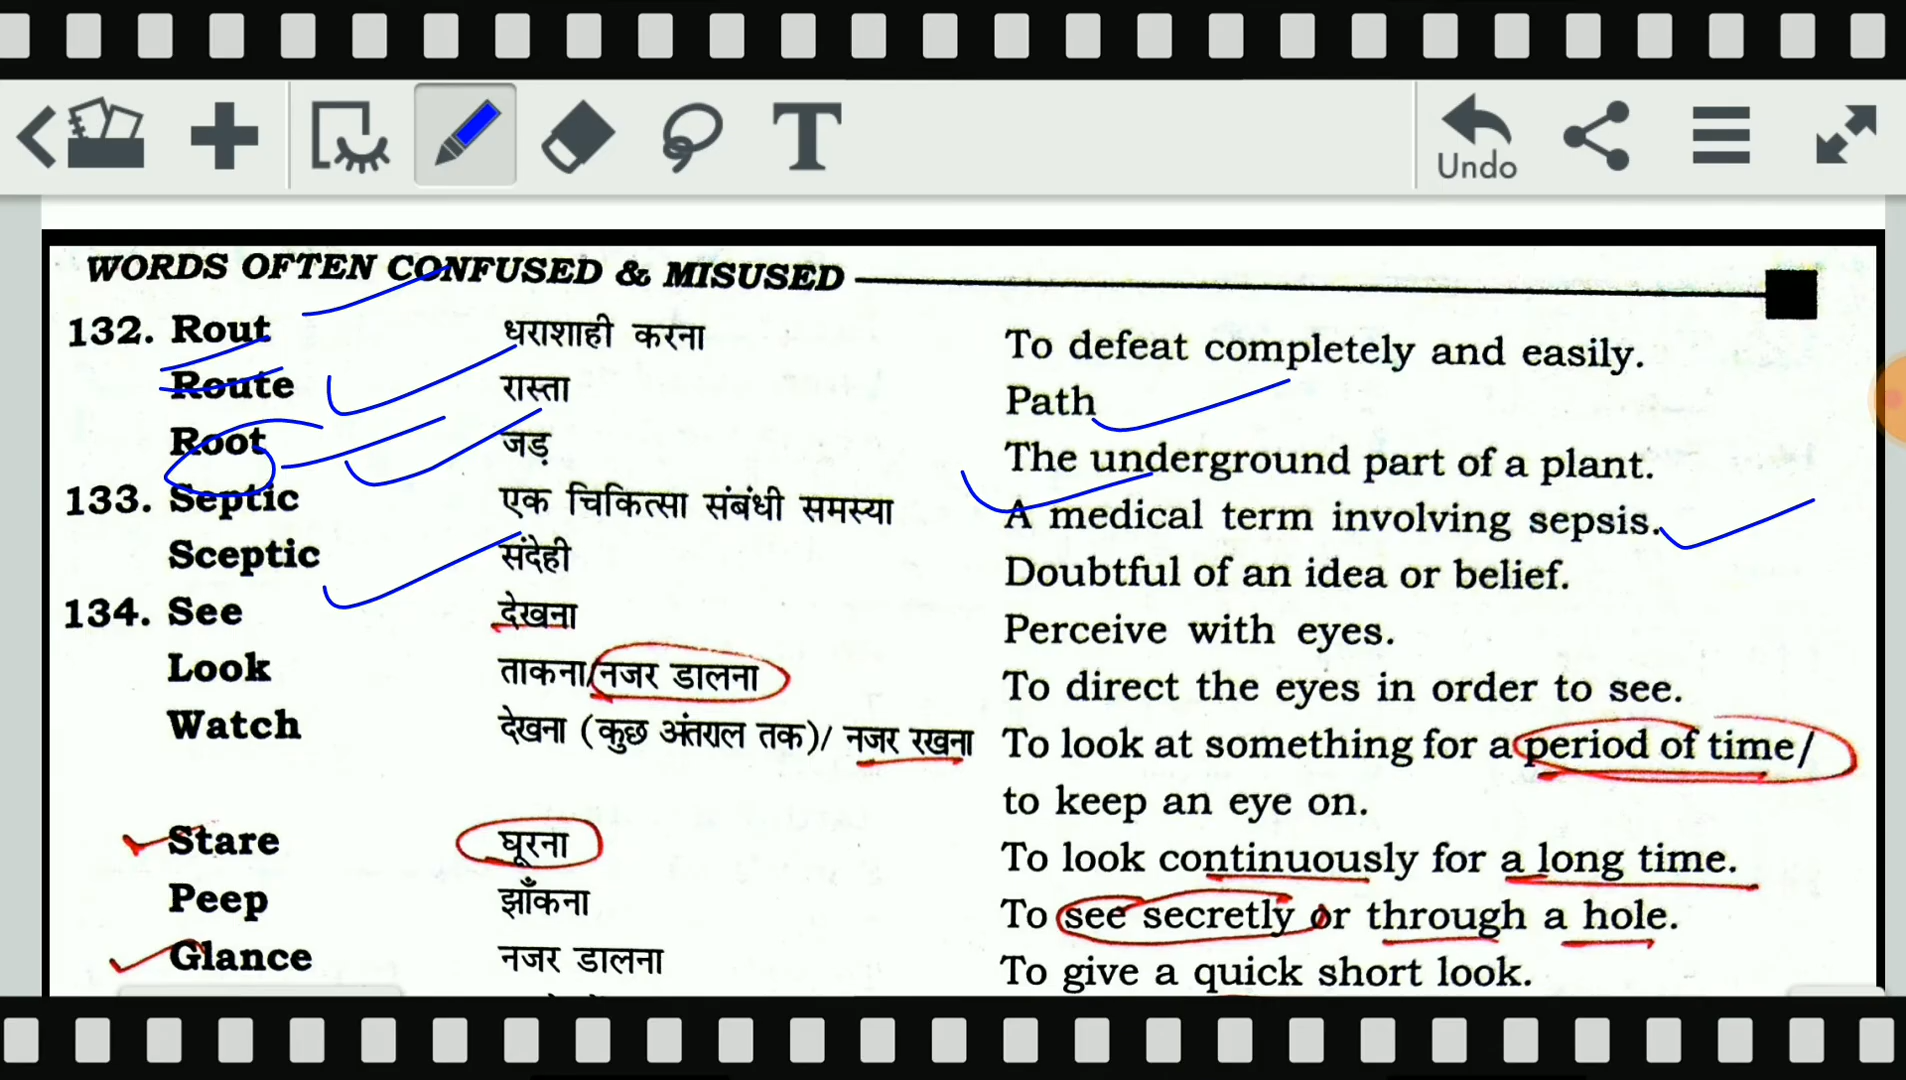 Undo
WORDS OFTEN CONFUSED & MISUSED
132. Rout धराशाही करना To defeat completely and easily.
Route रास्ता Path
Root जड़ The underground part of a plant.
133. Septic एक चिकित्सा संबंधी समस्या A medical term involving sepsis.
Sceptic संदेही Doubtful of an idea or belief.
134. See देखना Perceive with eyes.
Look ताकना/नजर डालना To direct the eyes in order to see.
Watch देखना (कुछ अंतराल तक)/ नजर रखना To look at something for a period of time/
to keep an eye on.
Stare घूरना To look continuously for a long time.
Peep झाँकना To see secretly or through a hole.
Glance नजर डालना To give a quick short look.